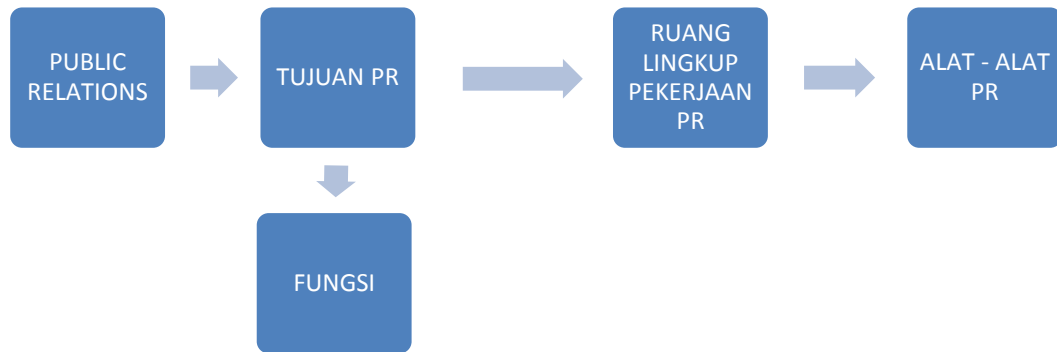 PUBLIC
RELATIONS
TUJUAN PR
RUANG
LINGKUP
PEKERJAAN
PR
ALAT - ALAT
PR
FUNGSI